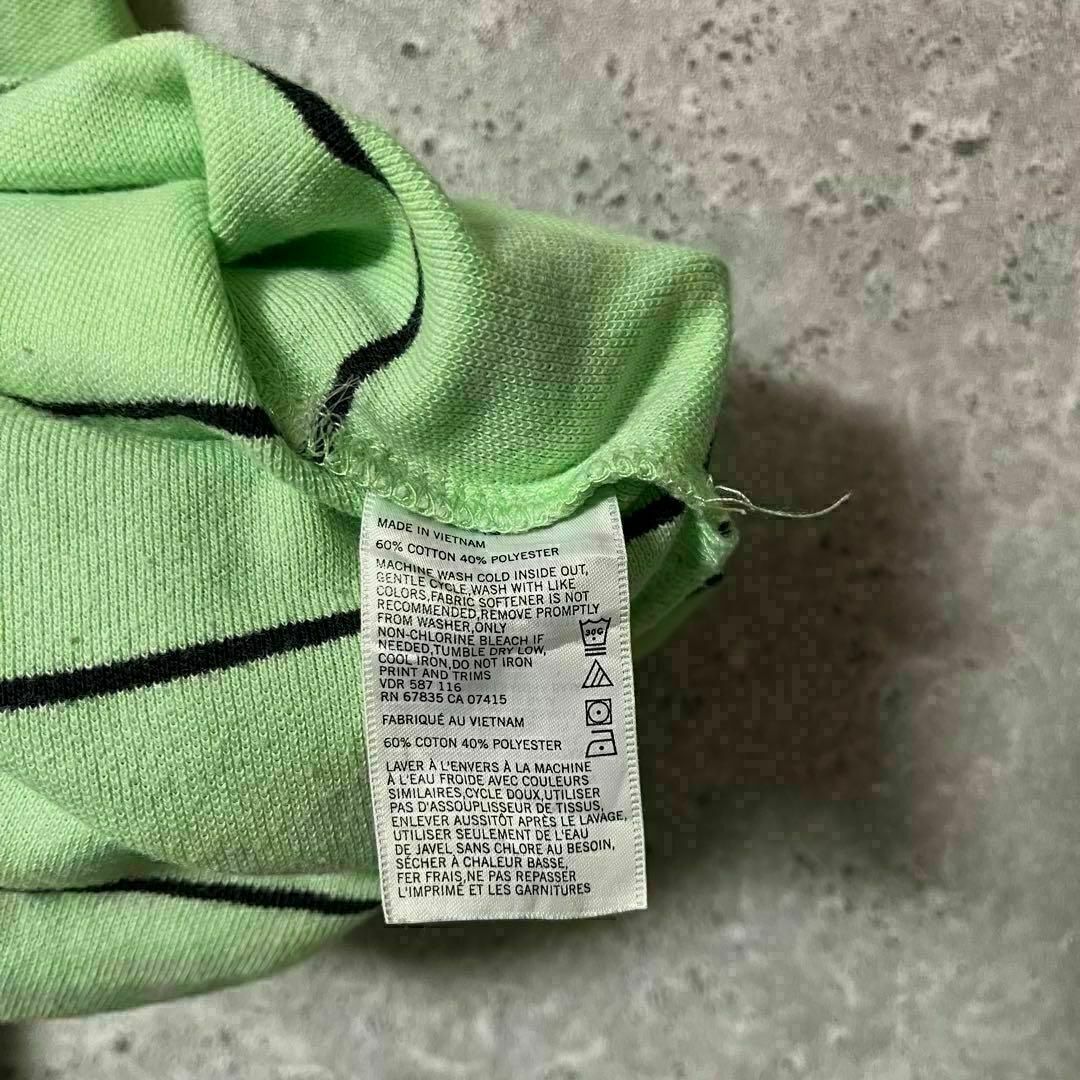 MADE IN VIETNAM
60% COTTON 40% POLYESTER
MACHINE WASH COLD INSIDE OUT,
GENTLE CYCLE,WASH WITH LIKE
COLORS,FABRIC SOFTENER IS NOT
RECOMMENDED,REMOVE PROMPTLY
FROM WASHER,ONLY
NON-CHLORINE BLEACH IF
NEEDED,TUMBLE DRY LOW,
COOL IRON,DO NOT IRON
PRINT AND TRIMS
VDR 587 116
RN 67835 CA 07415
30C
FABRIQUÉ AU VIETNAM
60% COTON 40% POLYESTER
LAVER À L'ENVERS À LA MACHINE
À L'EAU FROIDE AVEC COULEURS
SIMILAIRES,CYCLE DOUX,UTILISER
PAS D'ASSOUPLISSEUR DE TISSUS,
ENLEVER AUSSITÔT APRÈS LE LAVAGE,
UTILISER SEULEMENT DE L'EAU
DE JAVEL SANS CHLORE AU BESOIN,
SÉCHER À CHALEUR BASSE,
FER FRAIS,NE PAS REPASSER
L'IMPRIMÉ ET LES GARNITURES